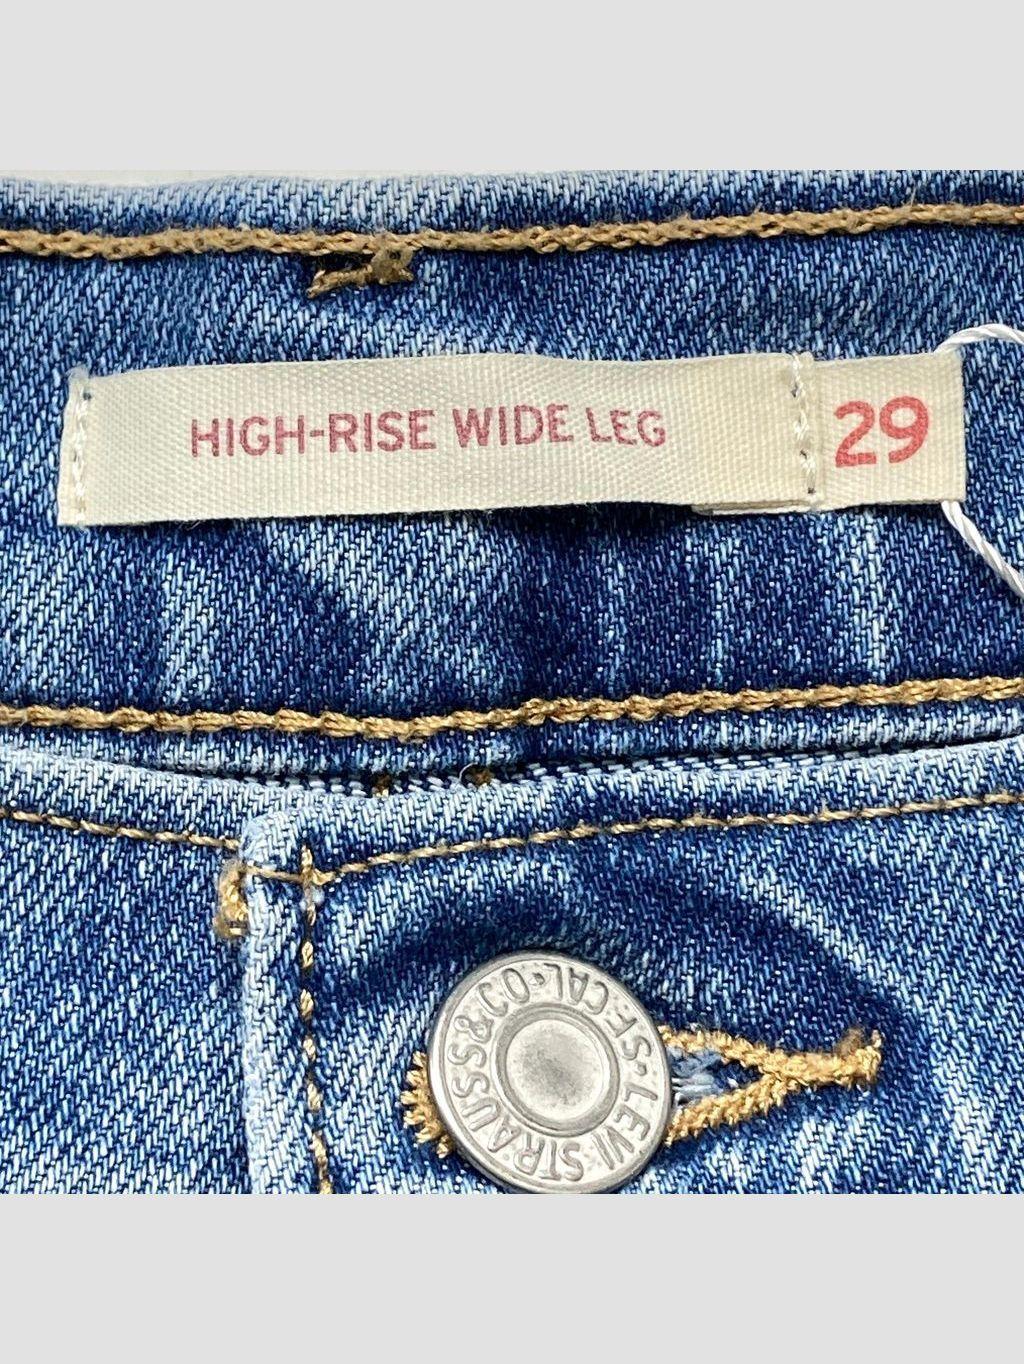 HIGH-RISE WIDE LEG
29
LEVI STRAUSS & CO • S.F. CAL •